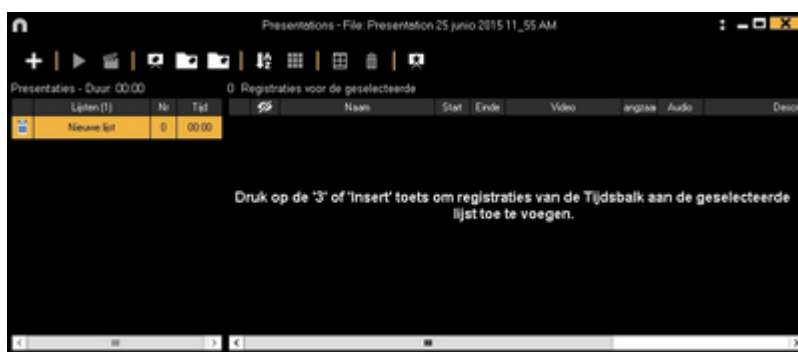 Presentations - File: Presentation 25 junio 2015 11_55 AM
Presentaties - Duur: 00:00
0 Registraties voor de geselecteerde
Lijsten (1) Nr Tijd
Naam Start Einde Video angzaam Audio Descr
Nieuwe lijst 0 00:00
Druk op de '3' of 'Insert' toets om registraties van de Tijdsbalk aan de geselecteerde
lijst toe te voegen.